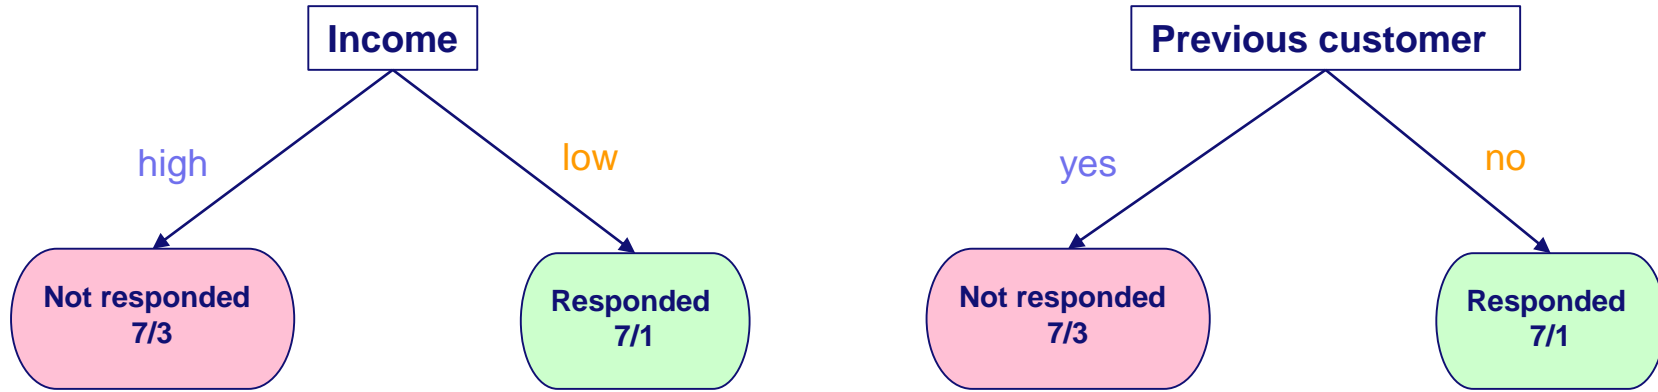 Income
high
low
Not responded
7/3
Responded
7/1
Previous customer
yes
no
Not responded
7/3
Responded
7/1